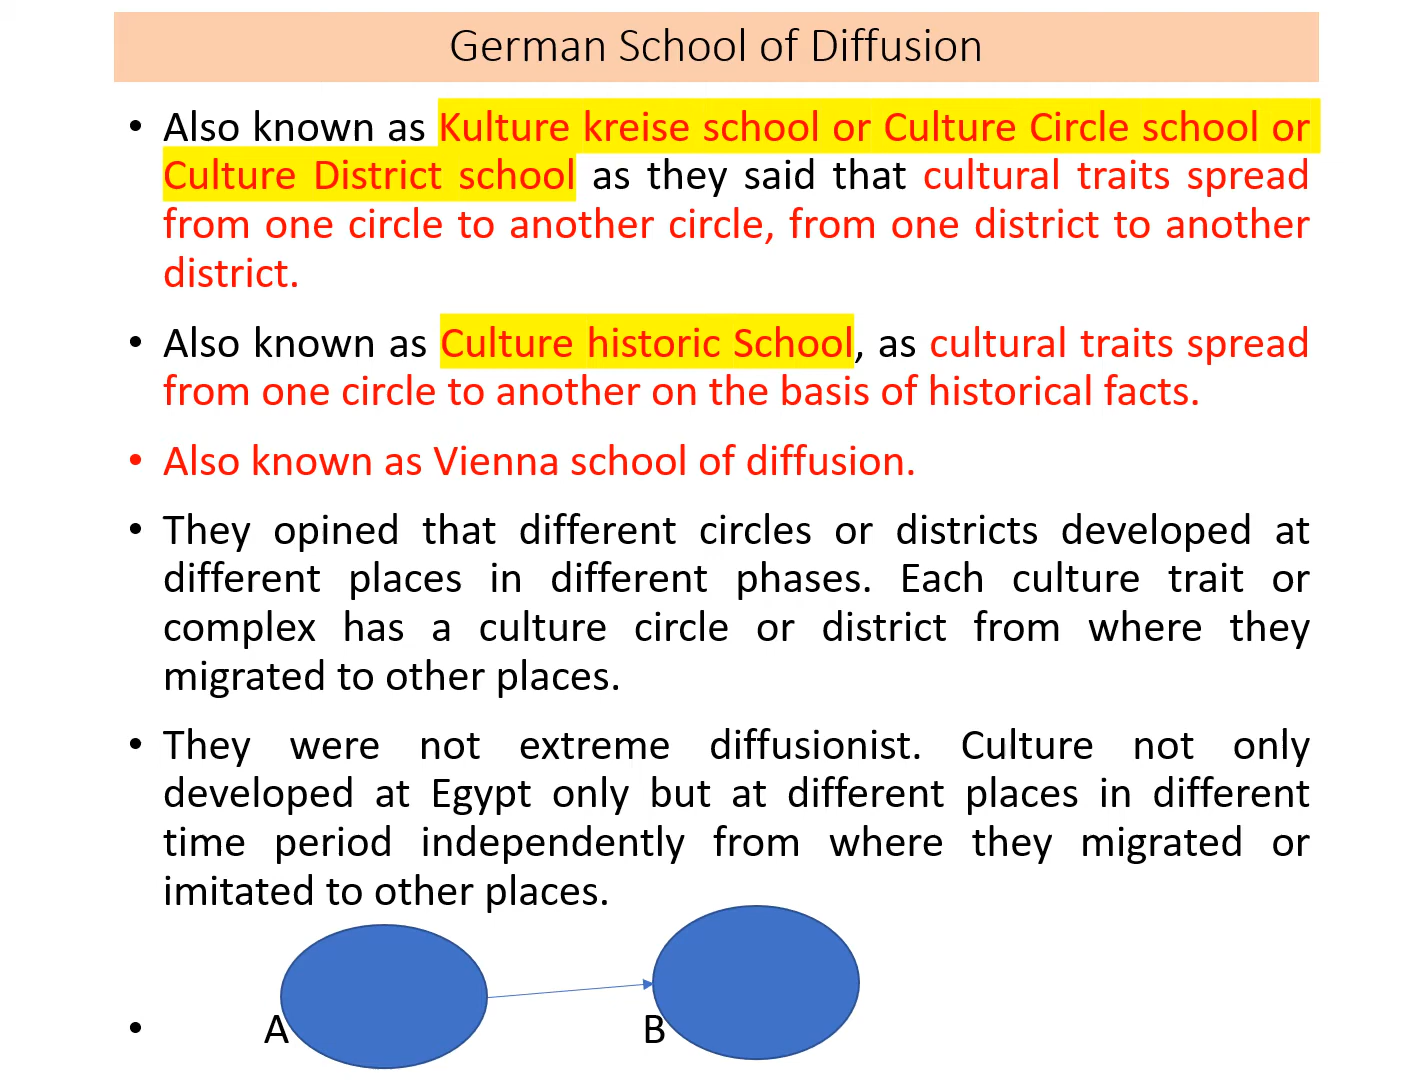 German School of Diffusion
• Also known as Kulture kreise school or Culture Circle school or
Culture District school as they said that cultural traits spread
from one circle to another circle, from one district to another
district.
• Also known as Culture historic School, as cultural traits spread
from one circle to another on the basis of historical facts.
• Also known as Vienna school of diffusion.
• They opined that different circles or districts developed at
different places in different phases. Each culture trait or
complex has a culture circle or district from where they
migrated to other places.
• They were not extreme diffusionist. Culture not only
developed at Egypt only but at different places in different
time period independently from where they migrated or
imitated to other places.
• A B